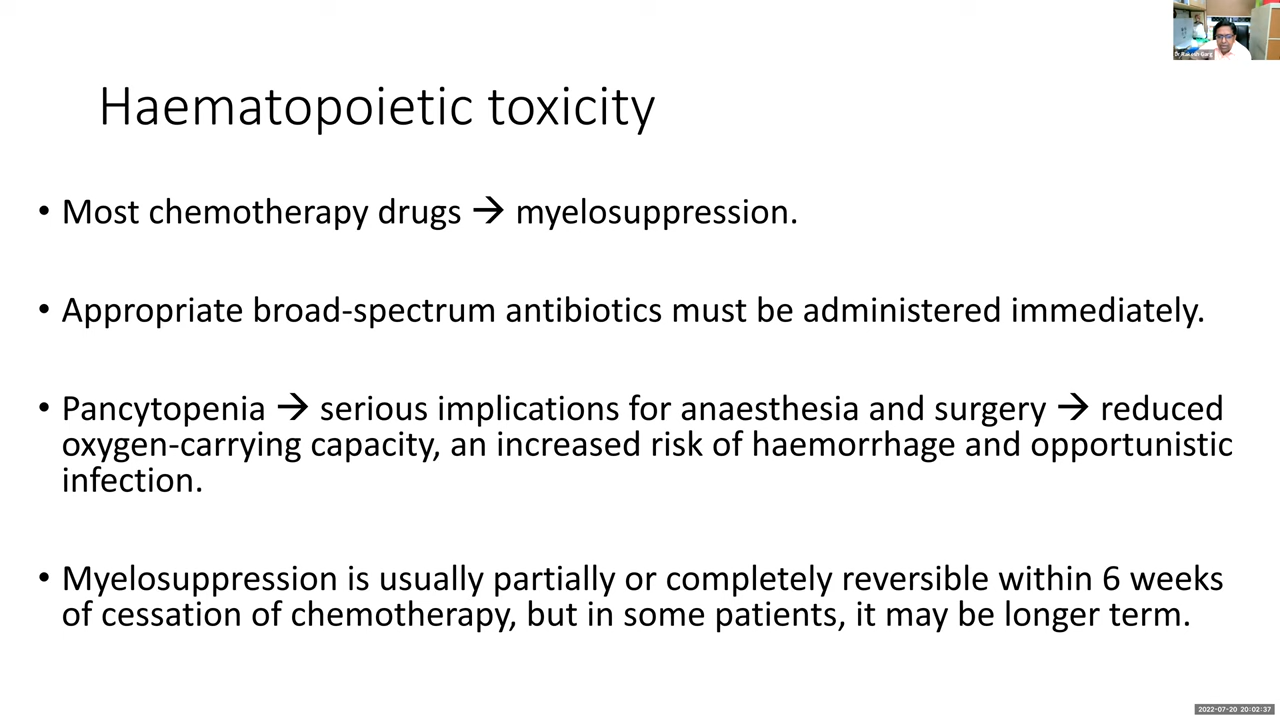 Dr Rakesh Garg
Haematopoietic toxicity
• Most chemotherapy drugs → myelosuppression.
• Appropriate broad-spectrum antibiotics must be administered immediately.
• Pancytopenia → serious implications for anaesthesia and surgery → reduced
oxygen-carrying capacity, an increased risk of haemorrhage and opportunistic
infection.
• Myelosuppression is usually partially or completely reversible within 6 weeks
of cessation of chemotherapy, but in some patients, it may be longer term.
2022-07-20 20:02:37